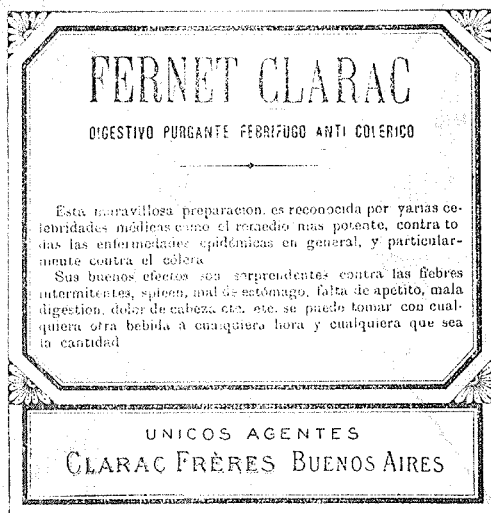 FERNET CLARAC
DIGESTIVO PURGANTE FEBRIFUGO ANTI COLERICO
Esta maravillosa preparacion, es reconocida por varias ce-
lebridades médicas como el remedio mas potente, contra to
das las enfermedades epidémicas en general, y particular-
mente contra el cólera
Sus buenos efectos son sorprendentes contra las fiebres
intermitentes, spleen, mal de estómago, falta de apetito, mala
digestion, dolor de cabeza etc. etc. se puede tomar con cual-
quiera otra bebida á cualquiera hora y cualquiera que sea
la cantidad
UNICOS AGENTES
CLARAC FRÈRES BUENOS AIRES